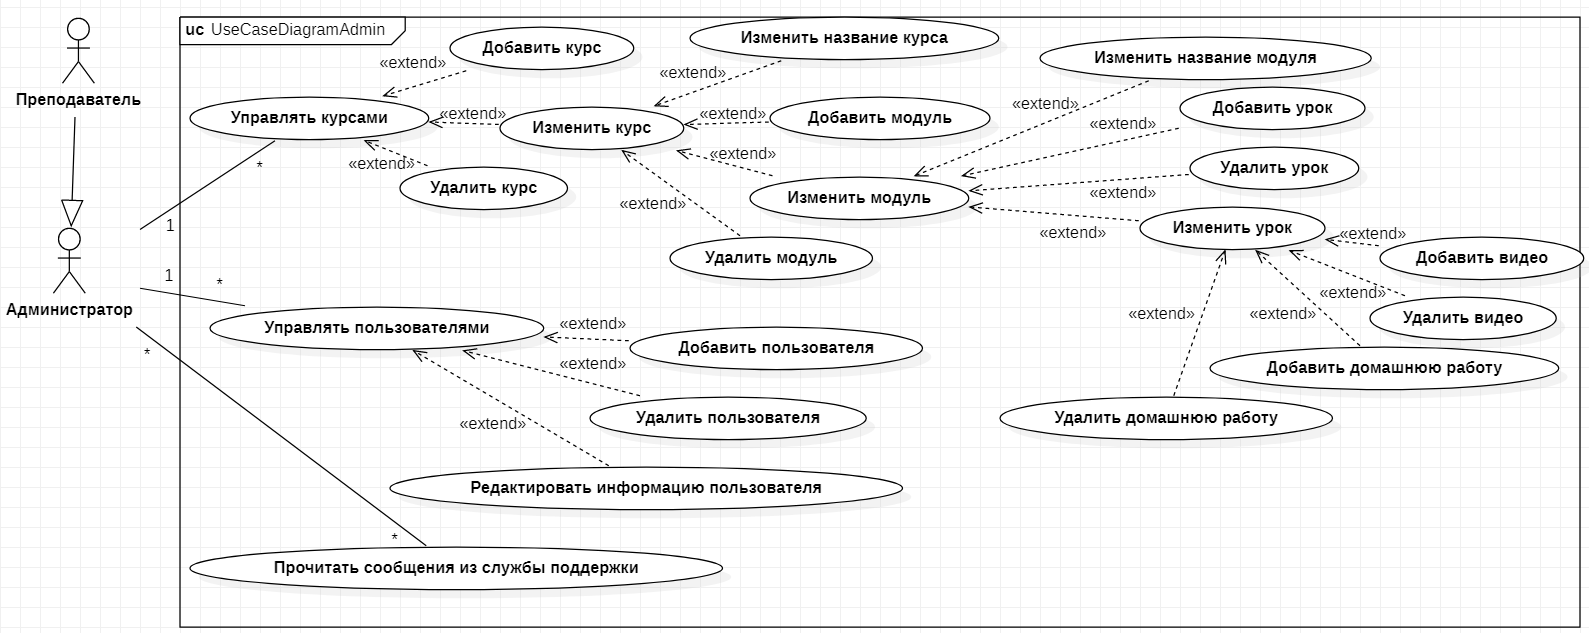 uc UseCaseDiagramAdmin
Преподаватель
Администратор
Добавить курс
Изменить название курса
Изменить название модуля
«extend»
«extend»
«extend»
Управлять курсами
«extend»
Изменить курс
«extend»
Добавить модуль
Добавить урок
«extend»
*
«extend»
Удалить курс
«extend»
Изменить модуль
Удалить урок
«extend»
1
«extend»
Удалить модуль
«extend»
Изменить урок
«extend»
Добавить видео
1
*
«extend»
Удалить видео
«extend»
«extend»
Управлять пользователями
«extend»
Добавить пользователя
*
«extend»
Добавить домашнюю работу
Удалить пользователя
Удалить домашнюю работу
«extend»
Редактировать информацию пользователя
*
Прочитать сообщения из службы поддержки